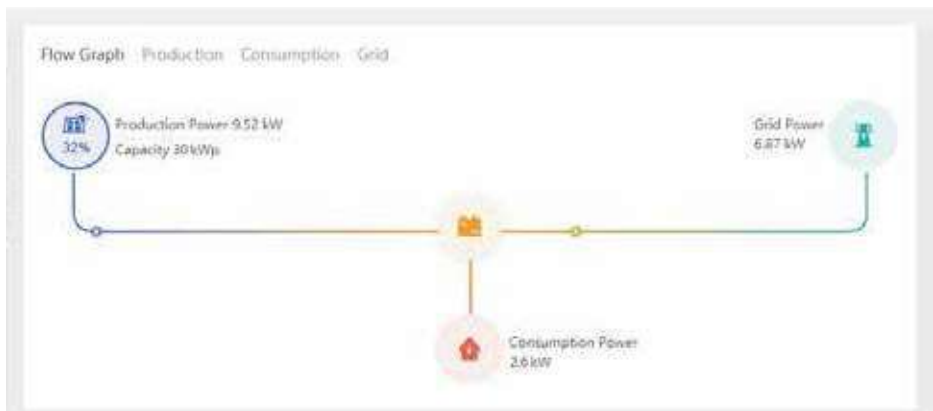 Flow Graph Production Consumption Grid
Production Power 9.52 kW
Capacity 30 kWp
32%
Grid Power
6.87 kW
Consumption Power
2.6 kW